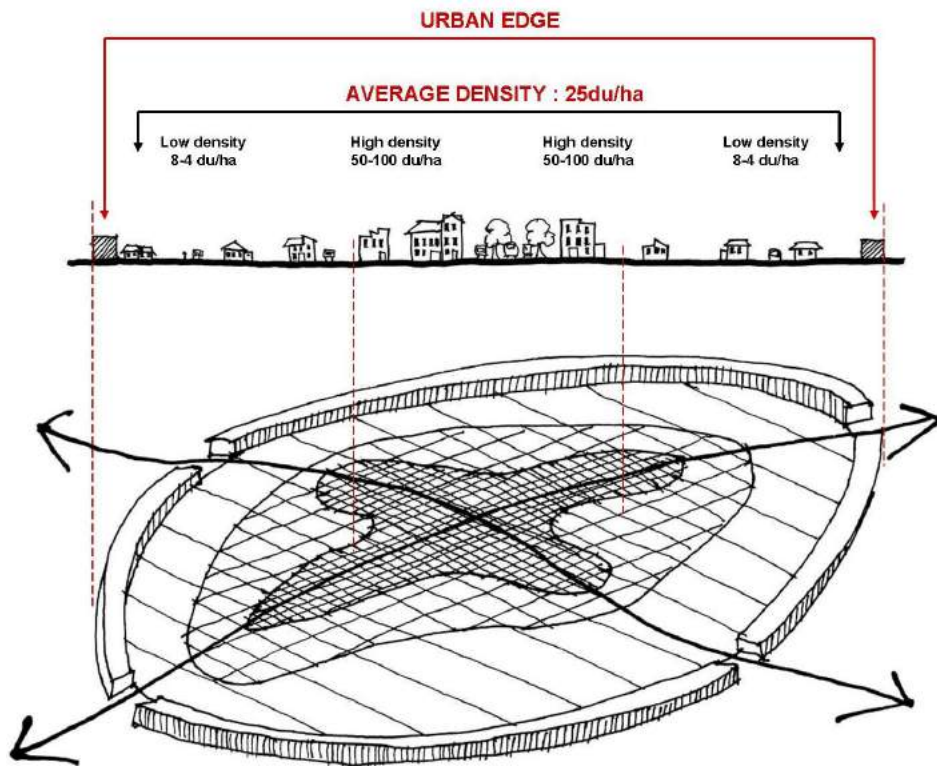 URBAN EDGE
AVERAGE DENSITY : 25du/ha
Low density
8-4 du/ha
High density
50-100 du/ha
High density
50-100 du/ha
Low density
8-4 du/ha